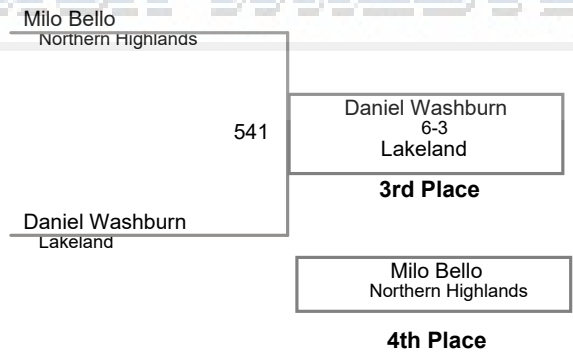 Milo Bello
Northern Highlands
541
Daniel Washburn
6-3
Lakeland
3rd Place
Daniel Washburn
Lakeland
Milo Bello
Northern Highlands
4th Place